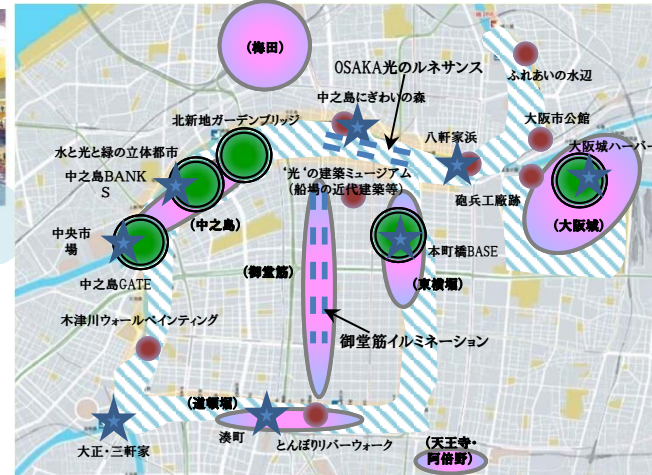 (梅田)
OSAKA光のルネサンス
ふれあいの水辺
中之島にぎわいの森
北新地ガーデンブリッジ
八軒家浜
大阪市公館
大阪城ハーバー
水と光と緑の立体都市
中之島BANK
S
"光"の建築ミュージアム
(船場の近代建築等)
砲兵工廠跡
(大阪城)
(中之島)
中央市
場
本町橋BASE
(御堂筋)
(東横堀)
中之島GATE
木津川ウォールペインティング
御堂筋イルミネーション
(道頓堀)
湊町
とんぼりリバーウォーク
(天王寺・
阿倍野)
大正・三軒家